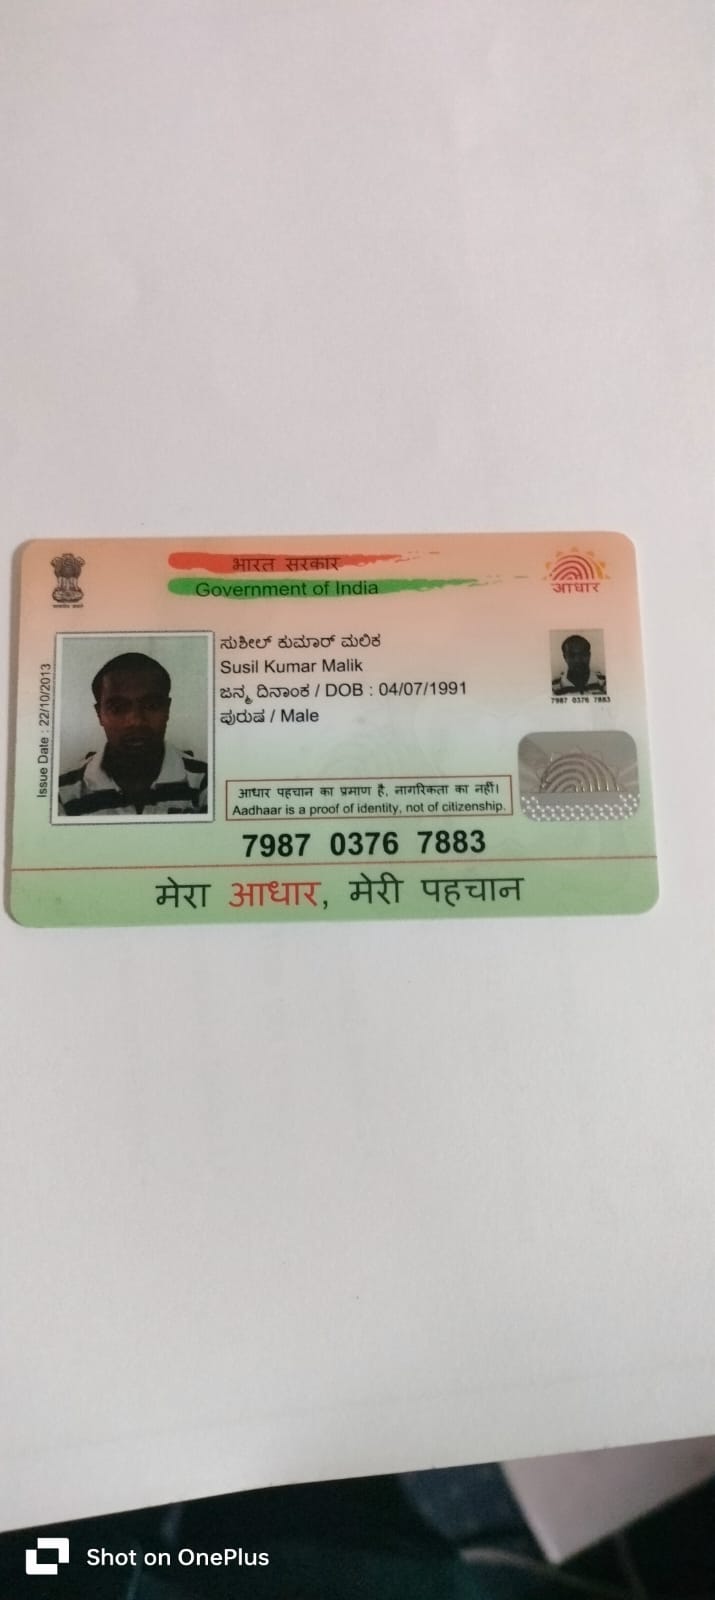 भारत सरकार
Government of India
आधार
Issue Date : 22/10/2013
ಸುಶೀಲ್ ಕುಮಾರ್ ಮಲಿಕ
Susil Kumar Malik
ಜನ್ಮ ದಿನಾಂಕ / DOB : 04/07/1991
ಪುರುಷ / Male
7987 0376 7883
आधार पहचान का प्रमाण है, नागरिकता का नहीं।
Aadhaar is a proof of identity, not of citizenship.
7987 0376 7883
मेरा आधार, मेरी पहचान
Shot on OnePlus